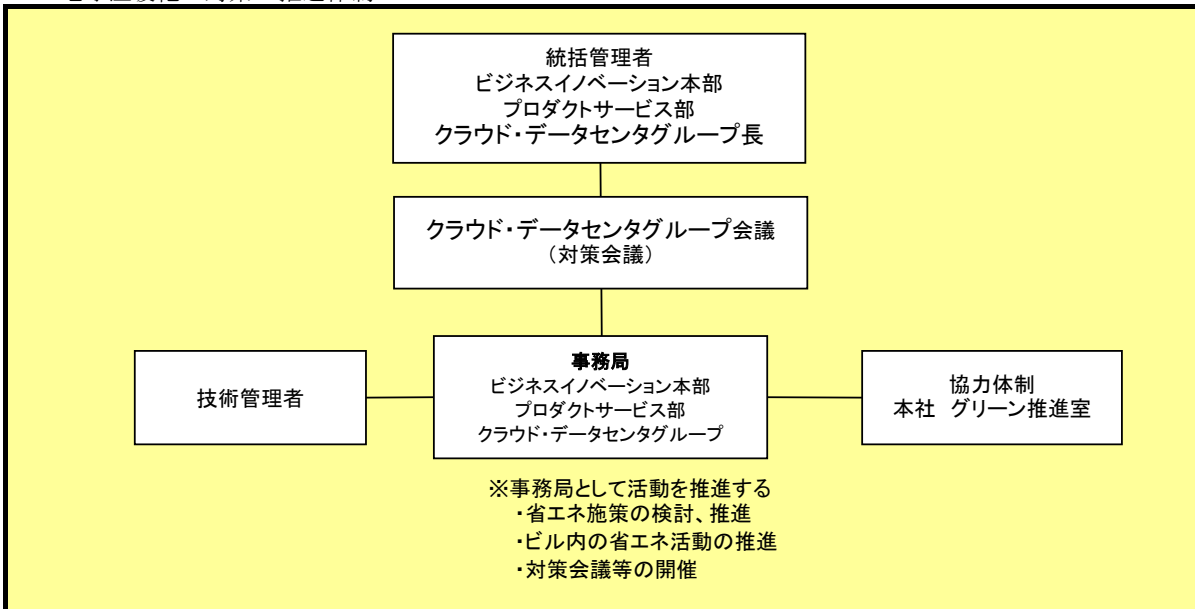 統括管理者
ビジネスイノベーション本部
プロダクトサービス部
クラウド・データセンタグループ長
クラウド・データセンタグループ会議
（対策会議）
技術管理者
事務局
ビジネスイノベーション本部
プロダクトサービス部
クラウド・データセンタグループ
協力体制
本社　グリーン推進室
※事務局として活動を推進する
・省エネ施策の検討、推進
・ビル内の省エネ活動の推進
・対策会議等の開催